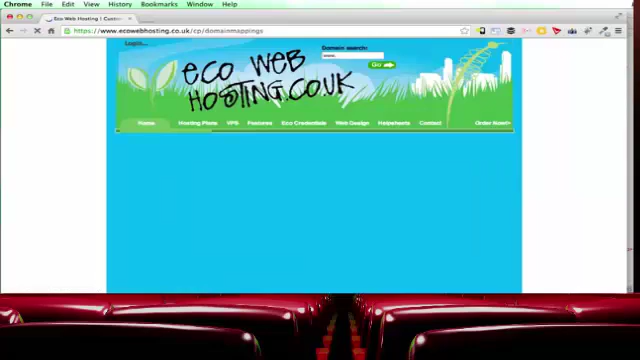 Chrome File Edit View History Bookmarks Window Help
Eco Web Hosting | Custom
https://www.ecowebhosting.co.uk/cp/domainmappings
Login...
Domain search:
www.
Go
eco web
HOSTING.CO.UK
Home Hosting Plans VPS Features Eco Credentials Web Design Helpsheets Contact Order Now!>